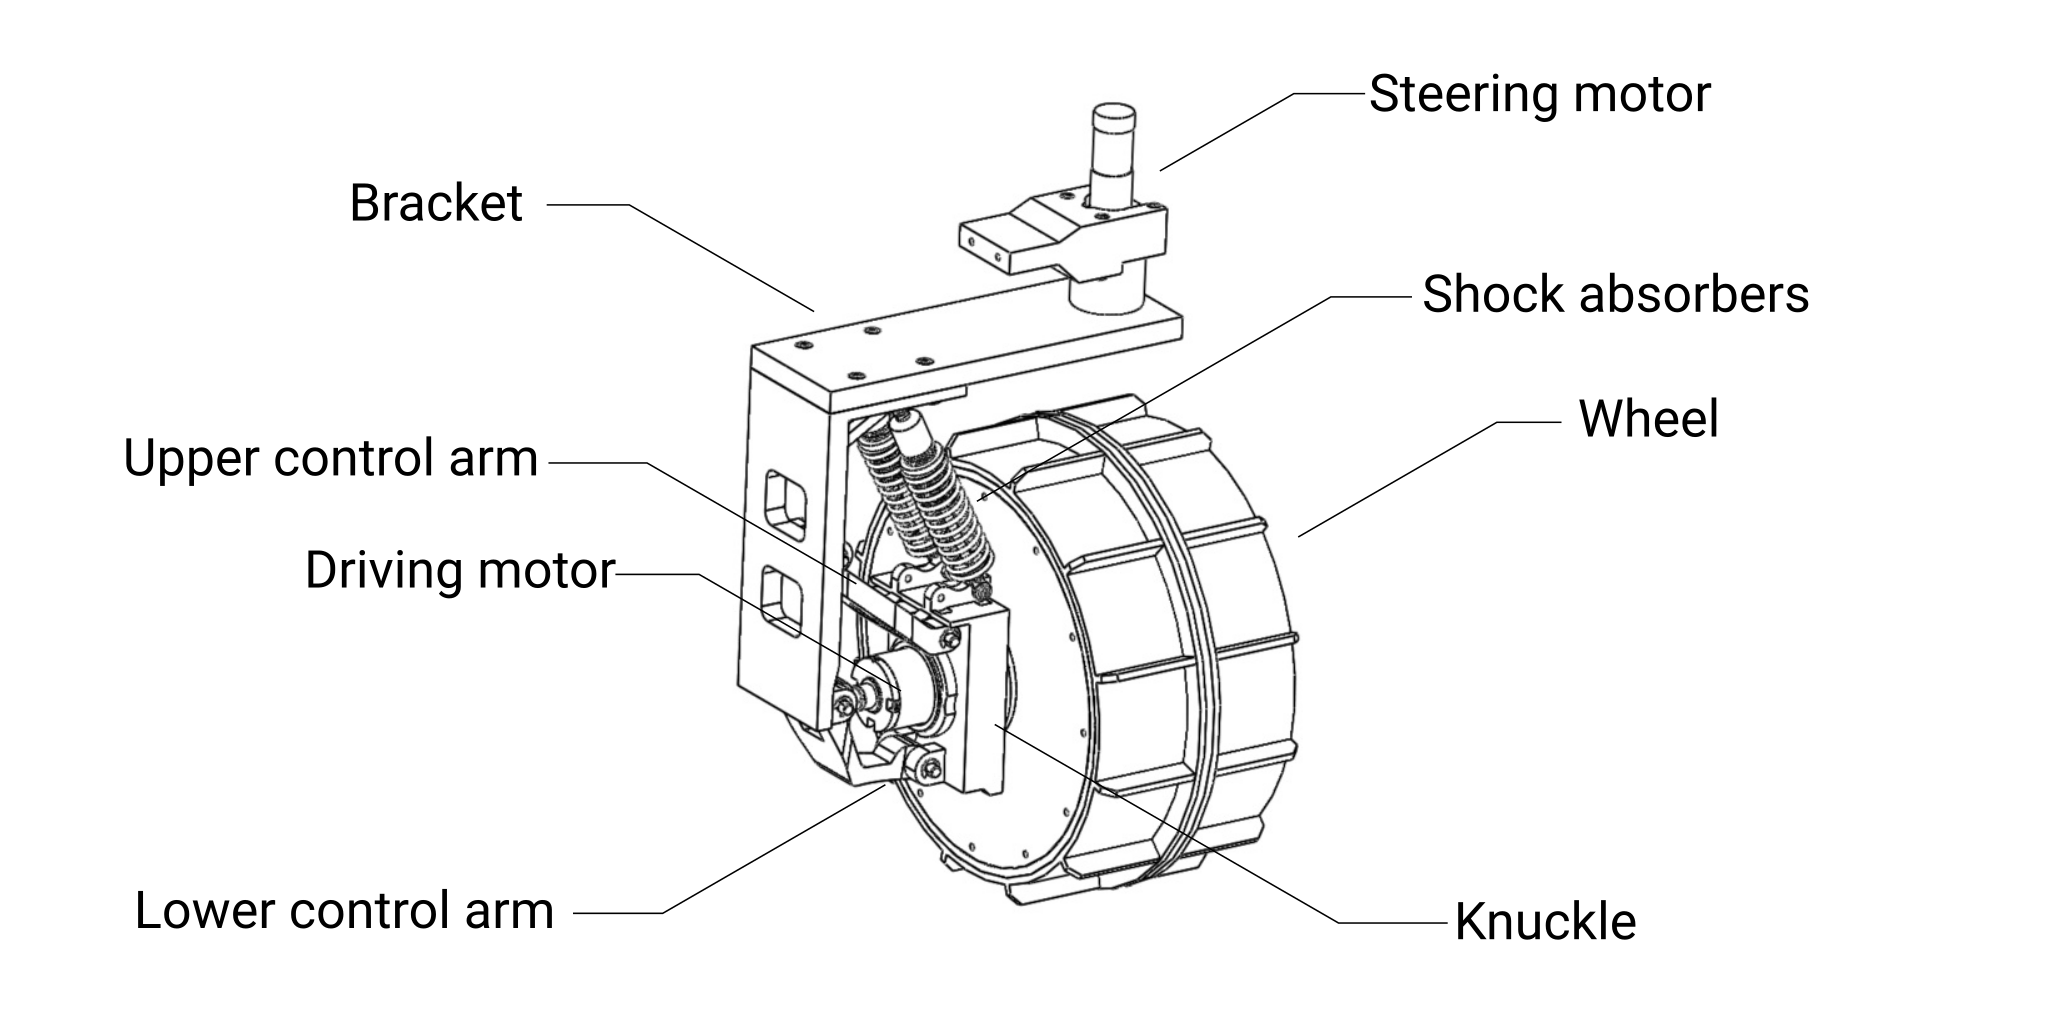 Steering motor
Bracket
Shock absorbers
Wheel
Upper control arm
Driving motor
Lower control arm
Knuckle